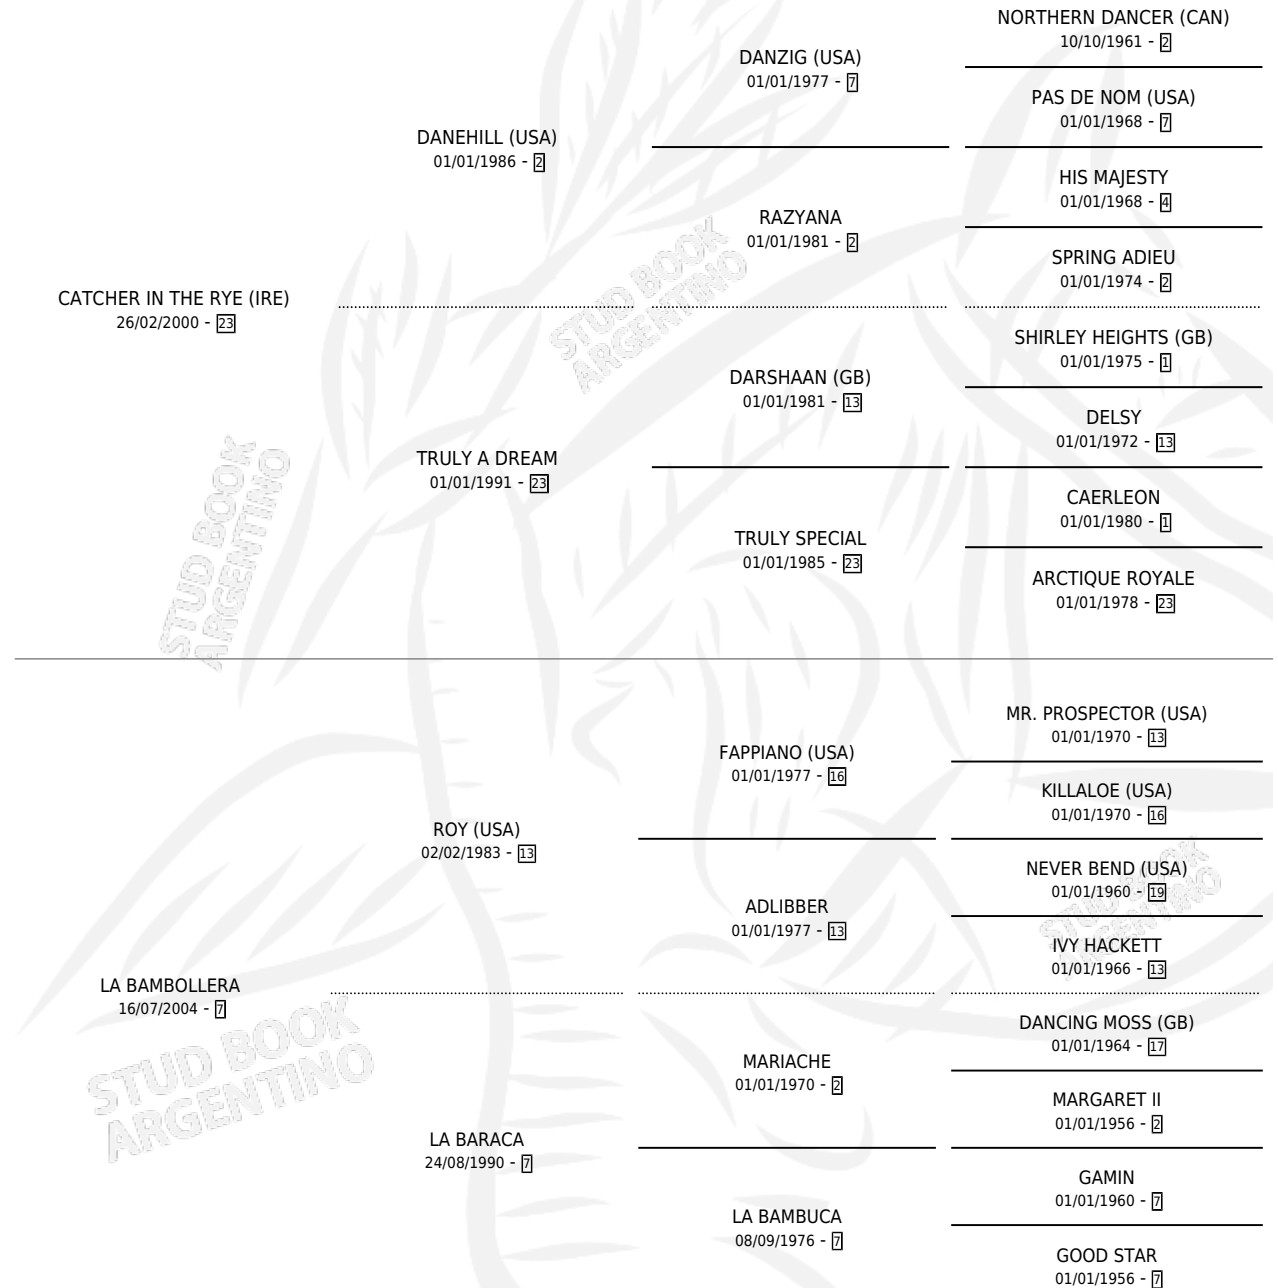 NORTHERN DANCER (CAN)
10/10/1961 - 2
DANZIG (USA)
01/01/1977 - 7
PAS DE NOM (USA)
01/01/1968 - 7
DANEHILL (USA)
01/01/1986 - 2
HIS MAJESTY
01/01/1968 - 4
RAZYANA
01/01/1981 - 2
SPRING ADIEU
01/01/1974 - 2
CATCHER IN THE RYE (IRE)
26/02/2000 - 23
STUD BOOK
ARGENTINO
SHIRLEY HEIGHTS (GB)
01/01/1975 - 1
DARSHAAN (GB)
01/01/1981 - 13
DELSY
01/01/1972 - 13
TRULY A DREAM
01/01/1991 - 23
CAERLEON
01/01/1980 - 1
TRULY SPECIAL
01/01/1985 - 23
ARCTIQUE ROYALE
01/01/1978 - 23
STUD BOOK
ARGENTINO
MR. PROSPECTOR (USA)
01/01/1970 - 13
FAPPIANO (USA)
01/01/1977 - 16
KILLALOE (USA)
01/01/1970 - 16
ROY (USA)
02/02/1983 - 13
NEVER BEND (USA)
01/01/1960 - 19
ADLIBBER
01/01/1977 - 13
IVY HACKETT
01/01/1966 - 13
STUD BOOK
ARGENTINO
LA BAMBOLLERA
16/07/2004 - 7
DANCING MOSS (GB)
01/01/1964 - 17
MARIACHE
01/01/1970 - 2
MARGARET II
01/01/1956 - 2
STUD BOOK
ARGENTINO
LA BARACA
24/08/1990 - 7
GAMIN
01/01/1960 - 7
LA BAMBUCA
08/09/1976 - 7
GOOD STAR
01/01/1956 - 7